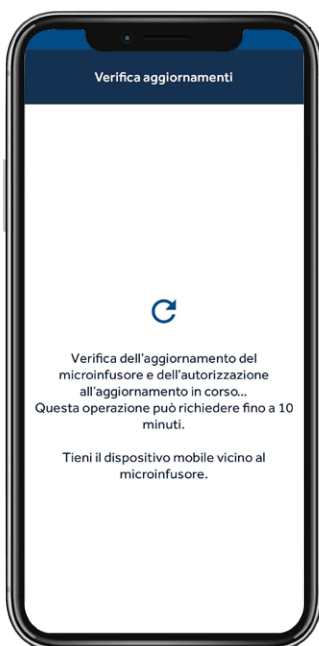 Verifica aggiornamenti
Verifica dell'aggiornamento del
microinfusore e dell'autorizzazione
all'aggiornamento in corso...
Questa operazione può richiedere fino a 10
minuti.
Tieni il dispositivo mobile vicino al
microinfusore.